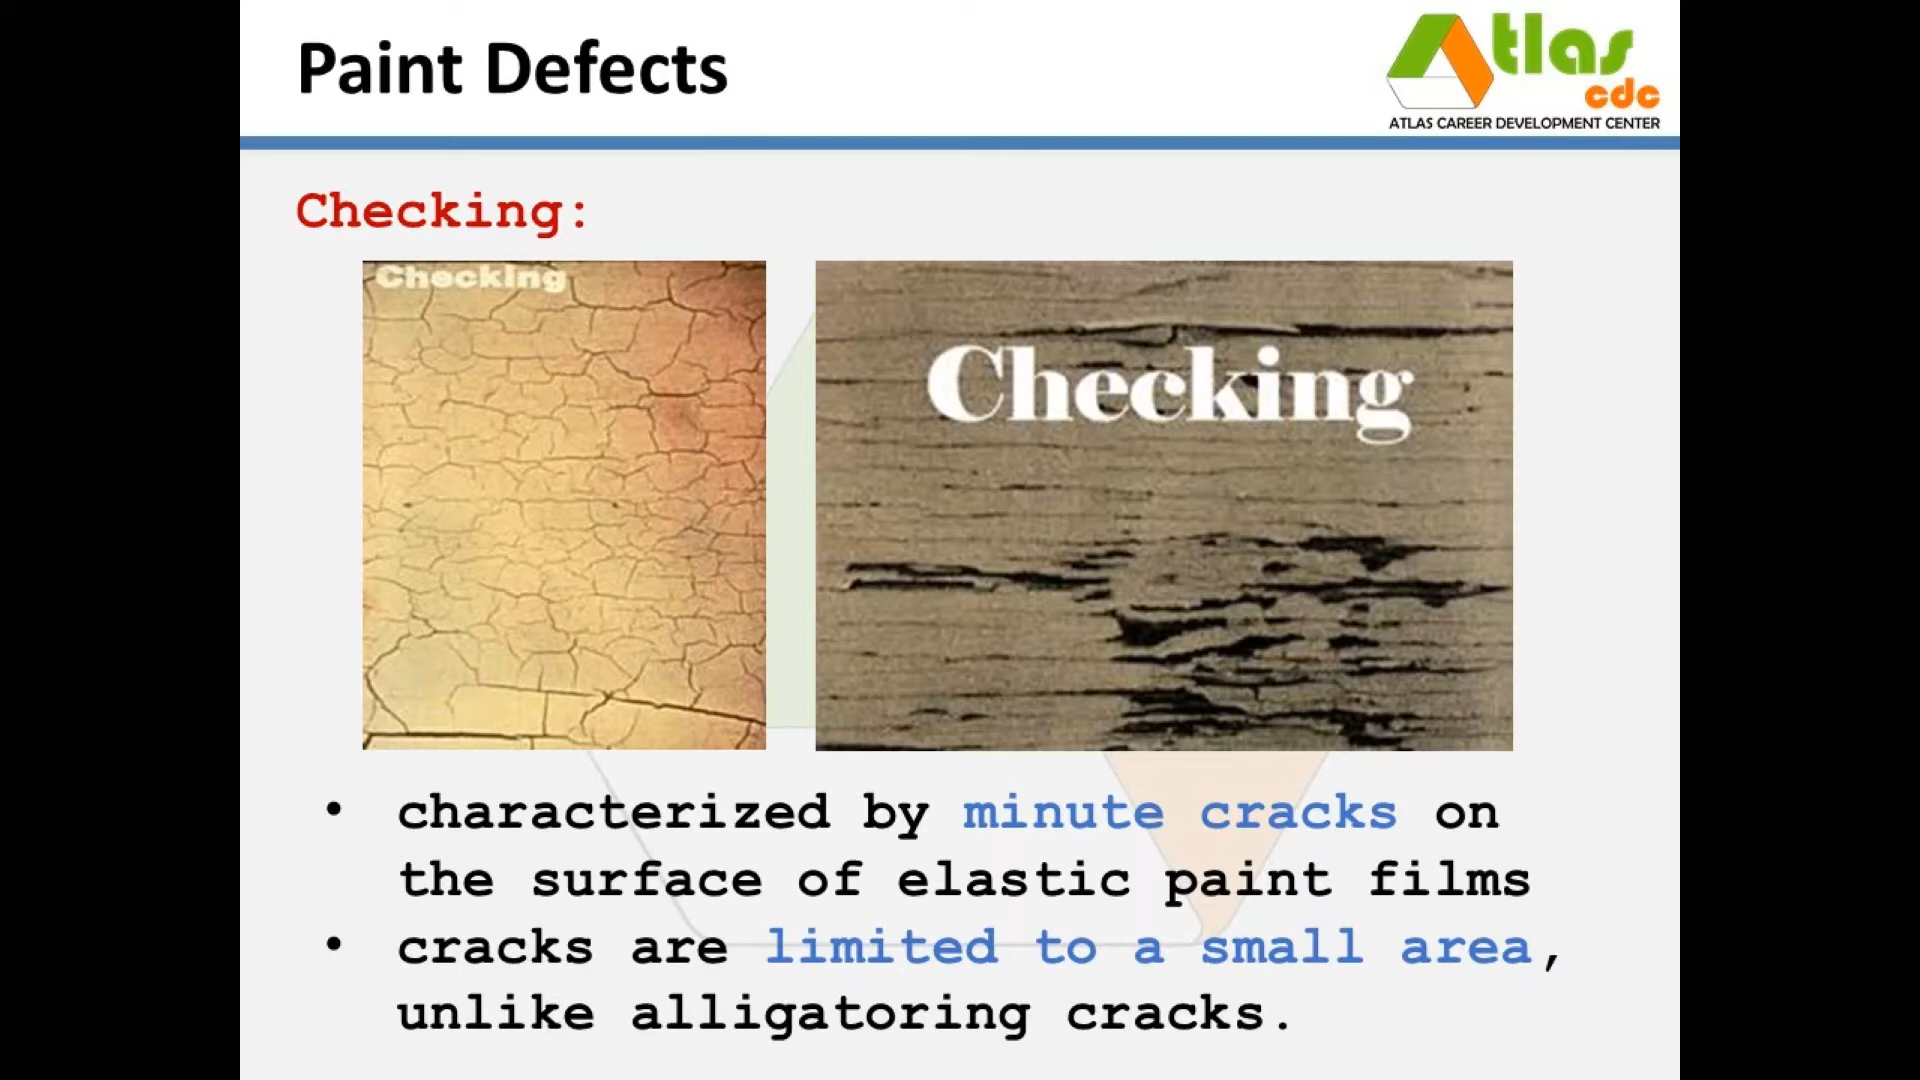 Paint Defects
Atlas
cdc
ATLAS CAREER DEVELOPMENT CENTER
Checking:
Checking
Checking
• characterized by minute cracks on
the surface of elastic paint films
• cracks are limited to a small area,
unlike alligatoring cracks.